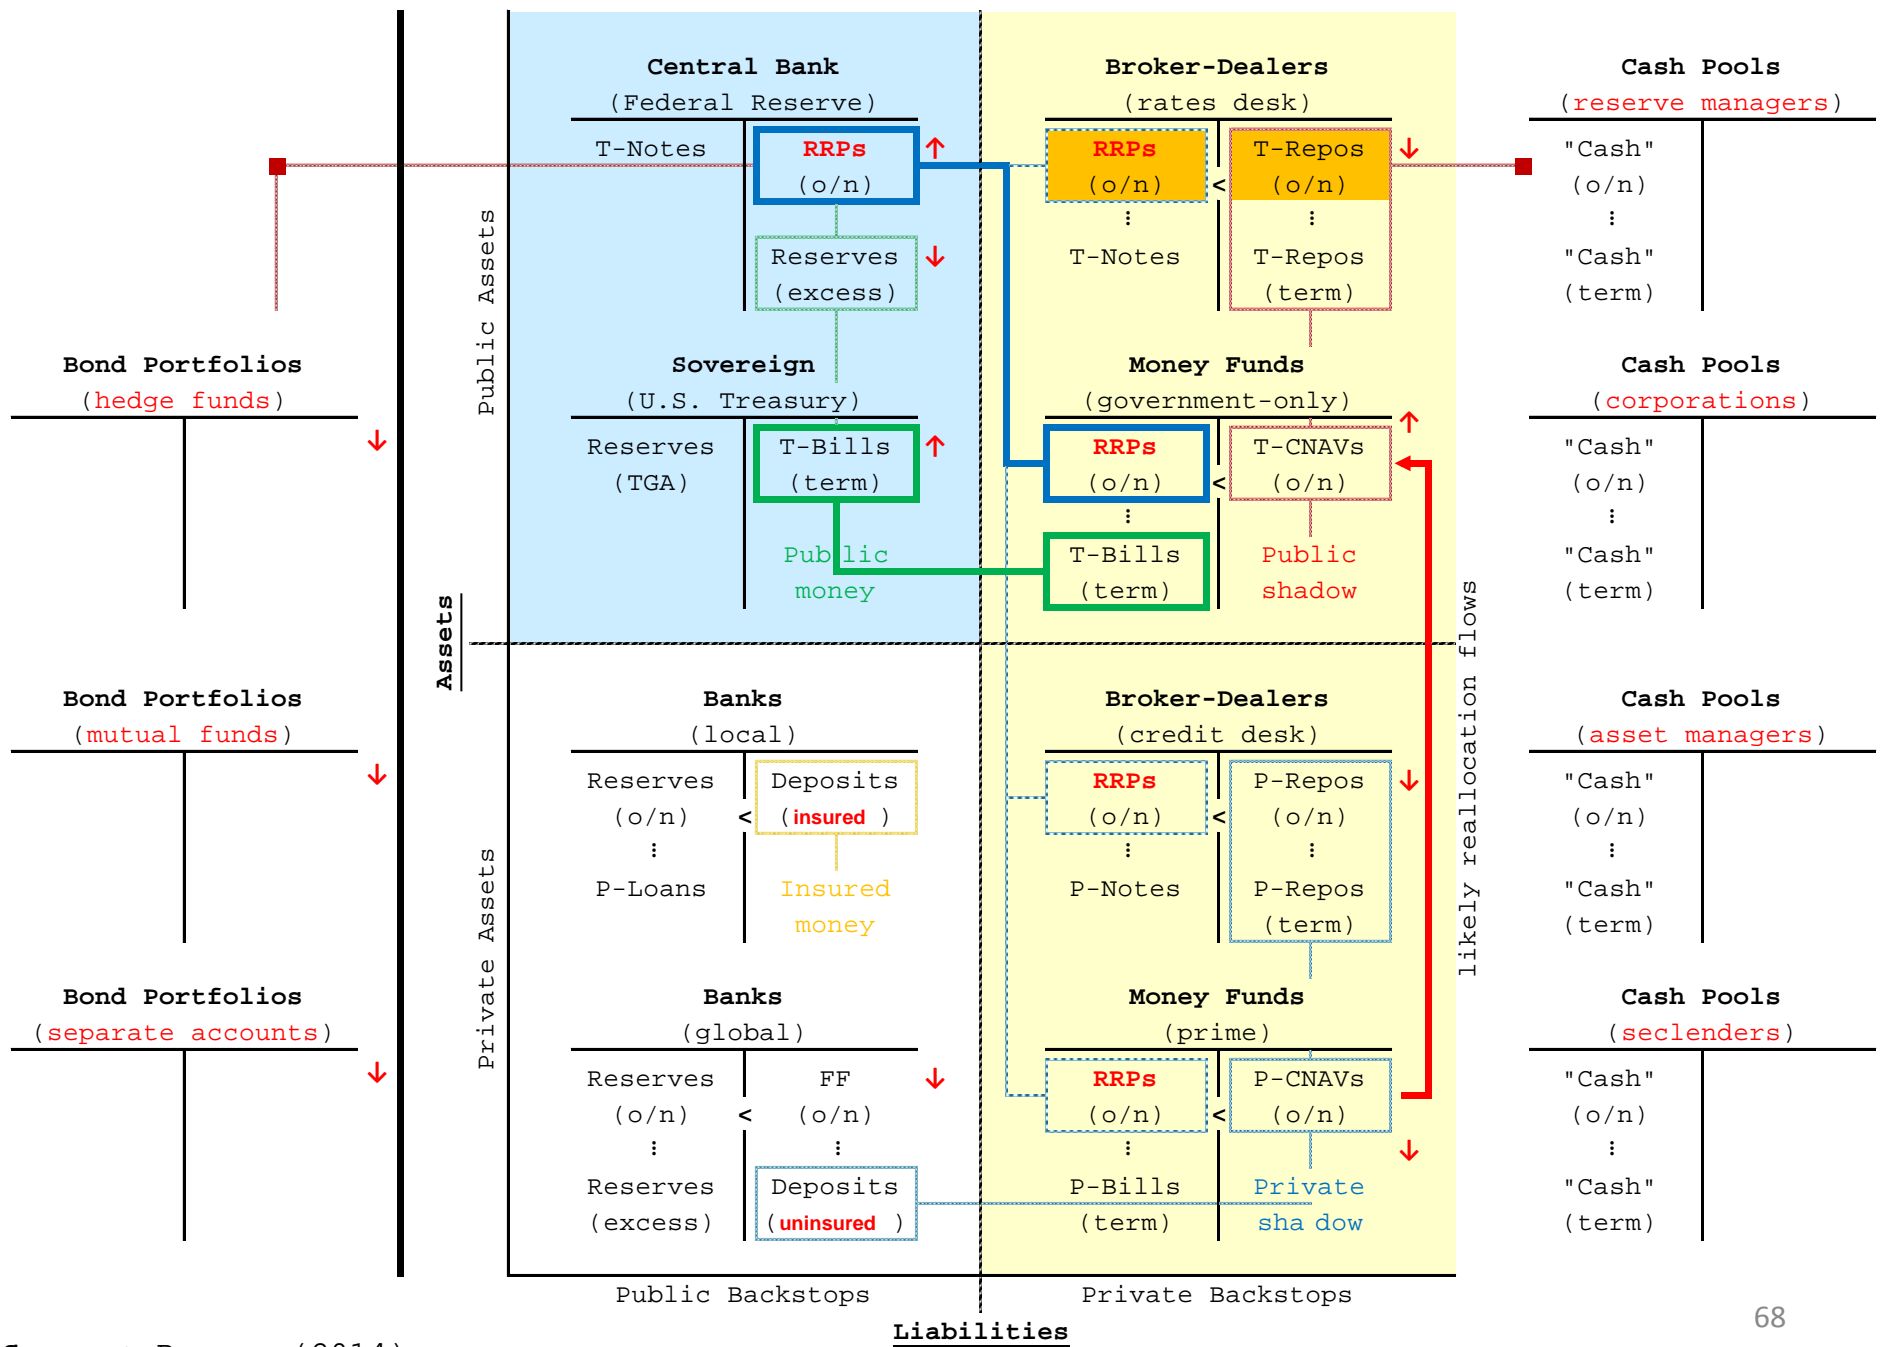 Central Bank
(Federal Reserve)
T-Notes
RRPs
(o/n)
Reserves
(excess)
Broker-Dealers
(rates desk)
RRPs
(o/n)
<
T-Repos
(o/n)
⋮
⋮
T-Notes
T-Repos
(term)
Cash Pools
(reserve managers)
"Cash"
(o/n)
⋮
"Cash"
(term)
Public Assets
Bond Portfolios
(hedge funds)
Sovereign
(U.S. Treasury)
Reserves
(TGA)
T-Bills
(term)
Public
money
Money Funds
(government-only)
RRPs
(o/n)
<
T-CNAVs
(o/n)
⋮
T-Bills
(term)
Public
shadow
Cash Pools
(corporations)
"Cash"
(o/n)
⋮
"Cash"
(term)
Assets
likely reallocation flows
Bond Portfolios
(mutual funds)
Banks
(local)
Reserves
(o/n)
<
Deposits
(insured )
⋮
P-Loans
Insured
money
Broker-Dealers
(credit desk)
RRPs
(o/n)
<
P-Repos
(o/n)
⋮
⋮
P-Notes
P-Repos
(term)
Cash Pools
(asset managers)
"Cash"
(o/n)
⋮
"Cash"
(term)
Private Assets
Bond Portfolios
(separate accounts)
Banks
(global)
Reserves
(o/n)
<
FF
(o/n)
⋮
⋮
Reserves
(excess)
Deposits
(uninsured )
Money Funds
(prime)
RRPs
(o/n)
<
P-CNAVs
(o/n)
⋮
P-Bills
(term)
Private
sha dow
Cash Pools
(seclenders)
"Cash"
(o/n)
⋮
"Cash"
(term)
Public Backstops
Private Backstops
Liabilities
68
(2014)